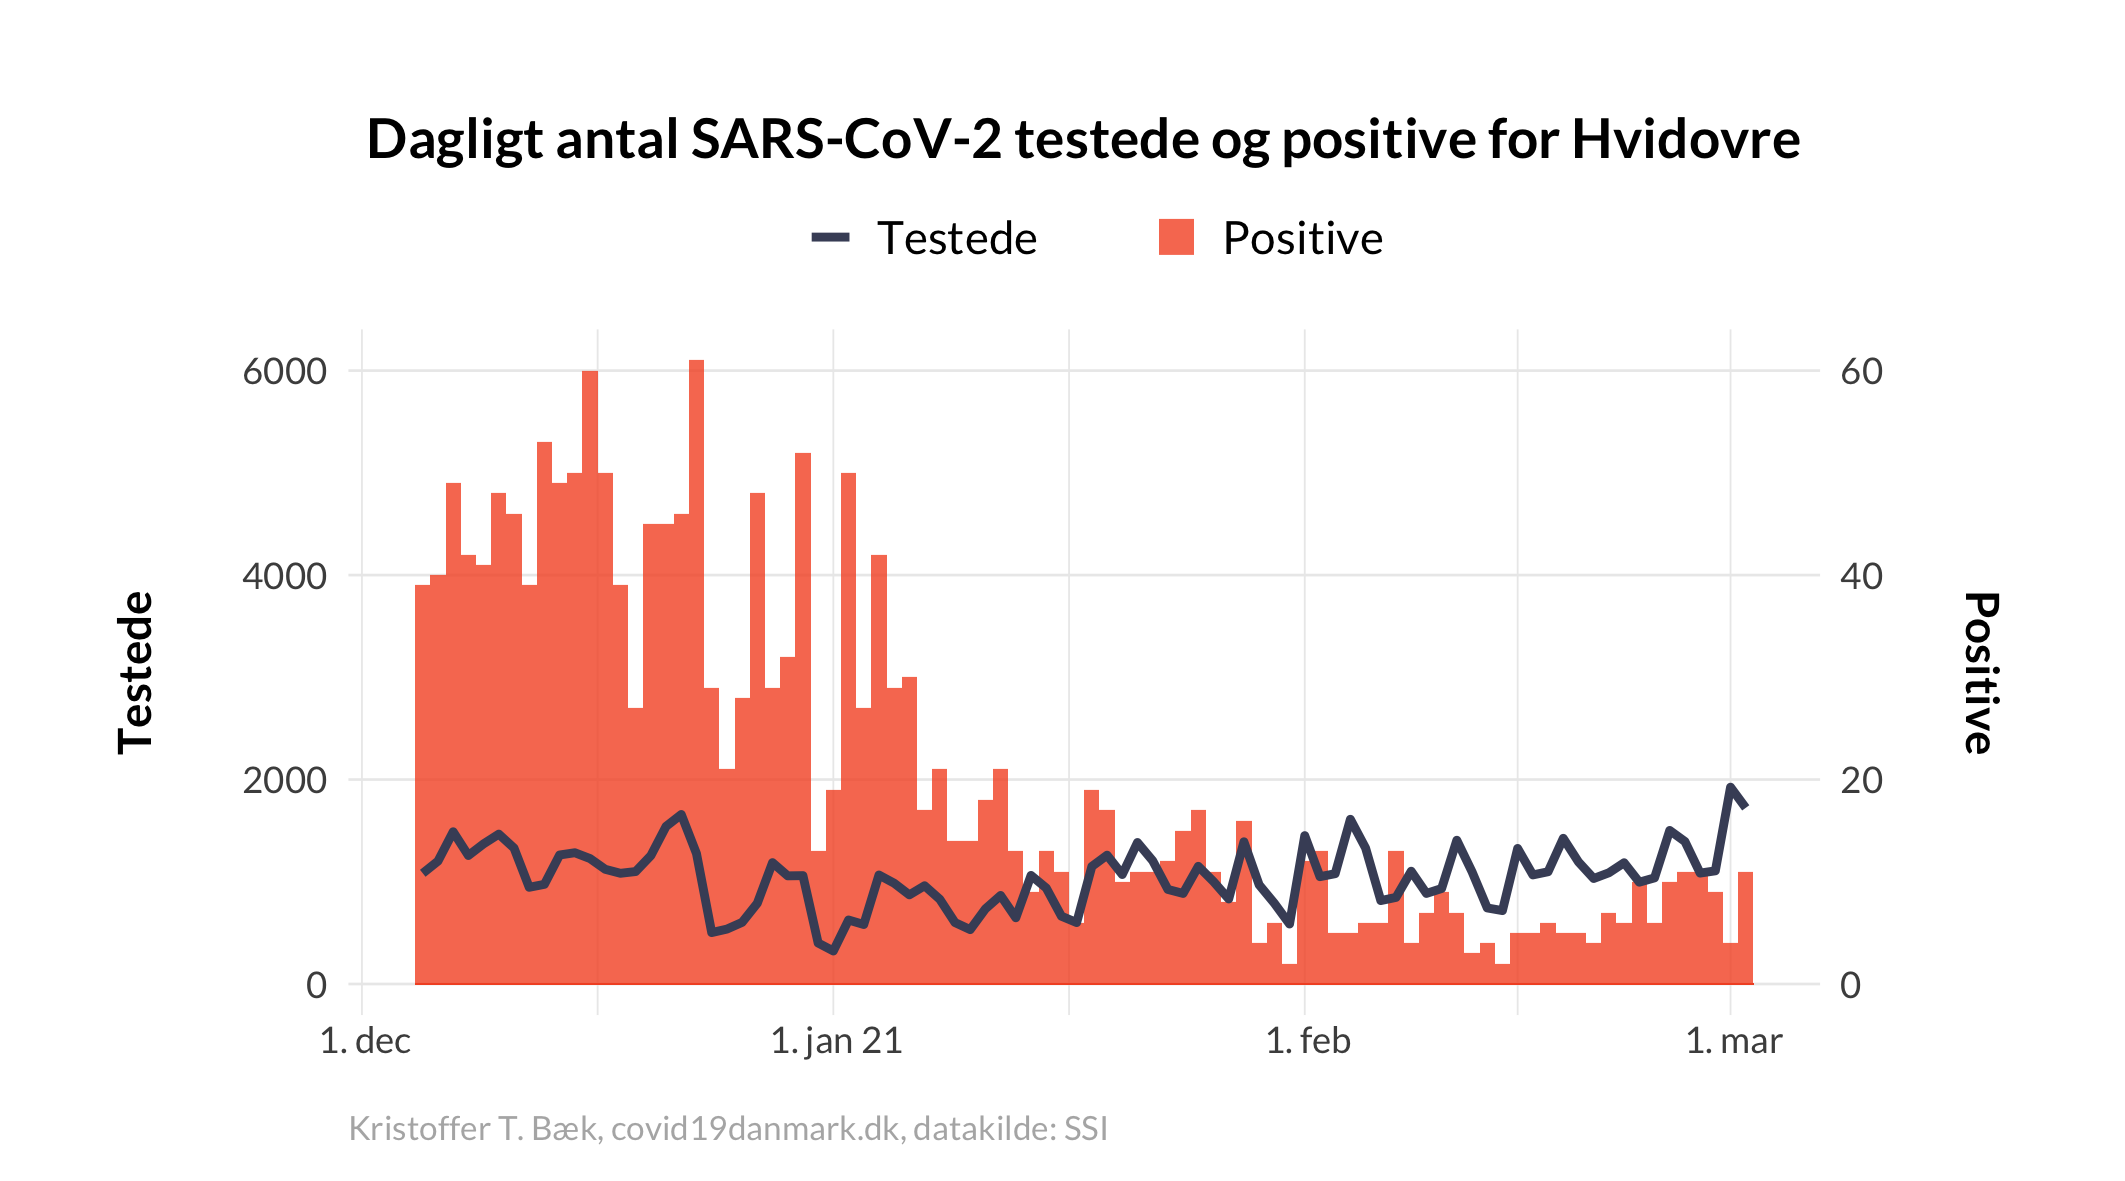 Dagligt antal SARS-CoV-2 testede og positive for Hvidovre
Testede Positive
6000 60
4000 40
Testede
Positive
2000 20
0 0
1. dec 1. jan 21 1. feb 1. mar
Kristoffer T. Bæk, covid19danmark.dk, datakilde: SSI